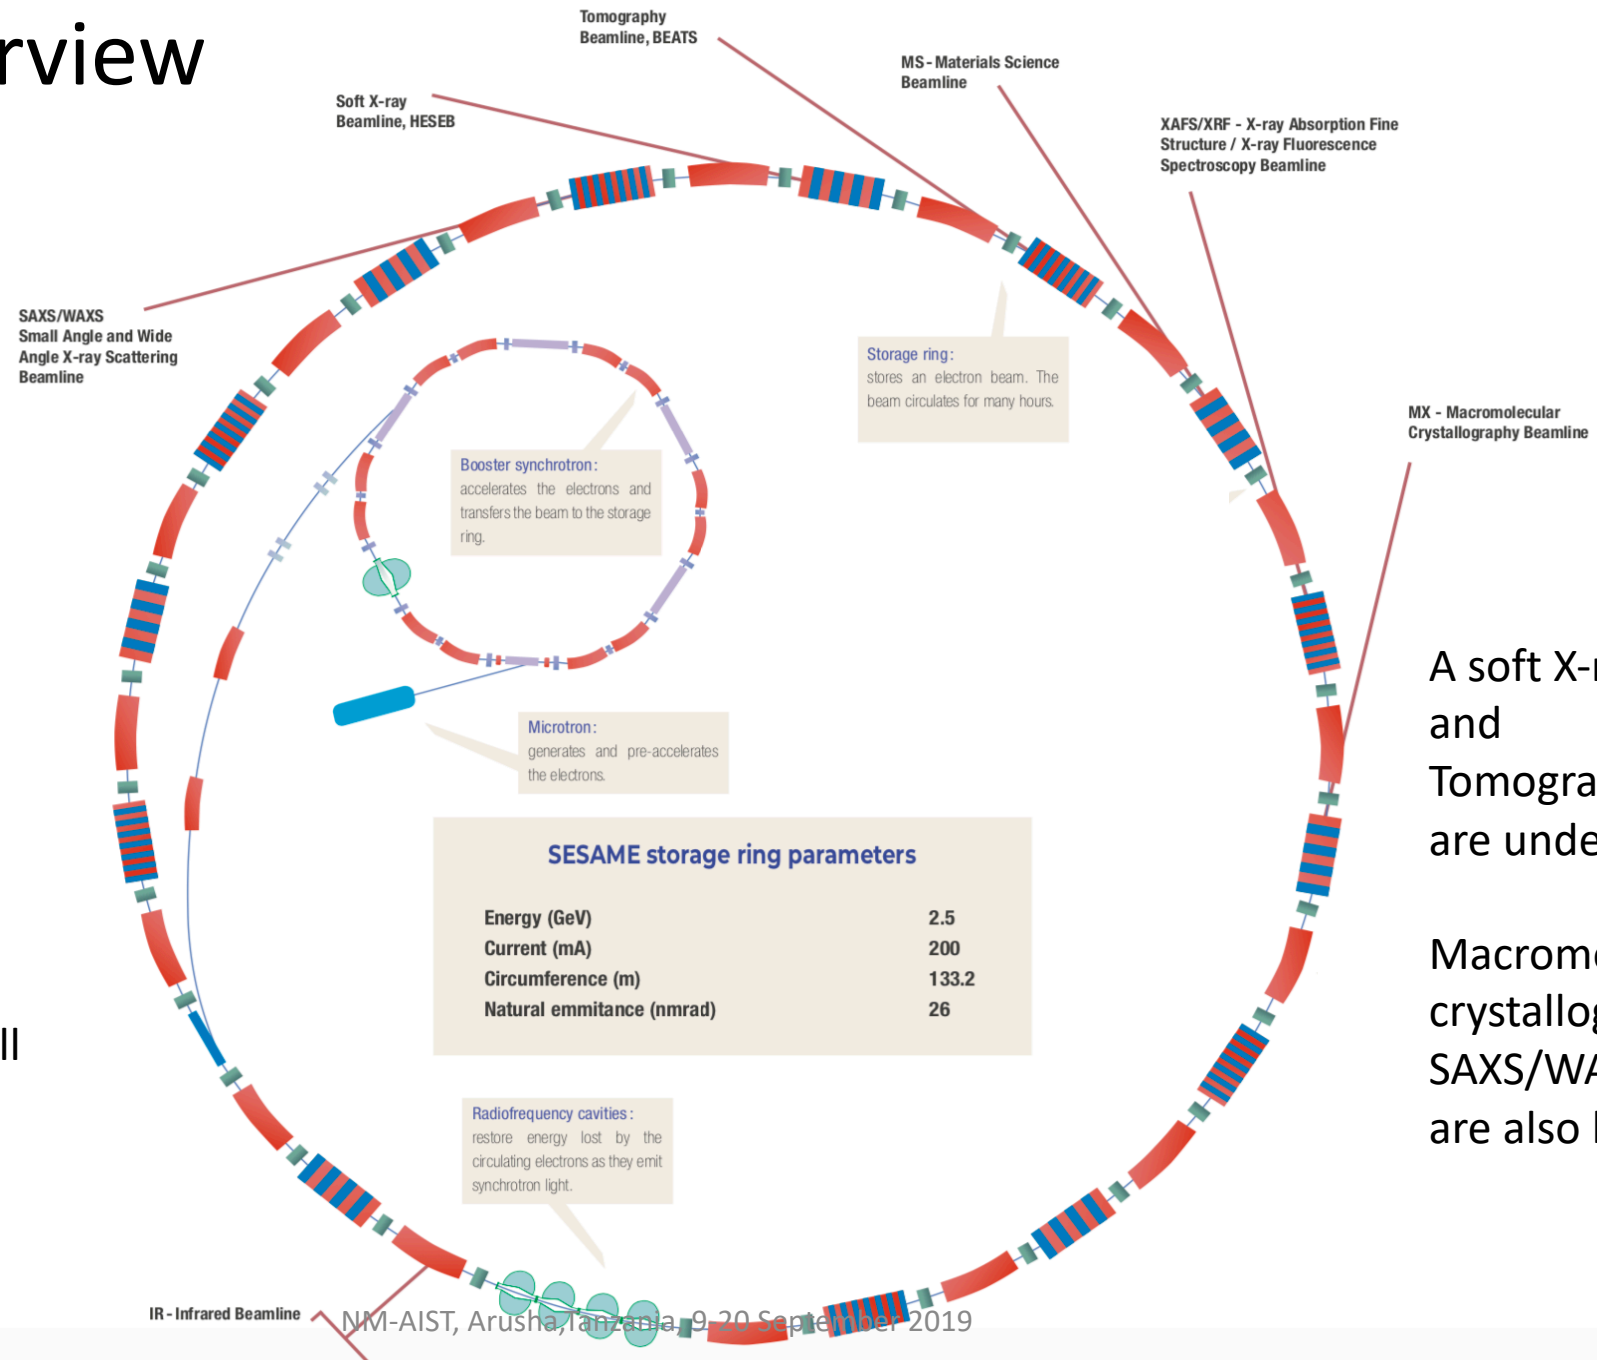 rview
Tomography
Beamline, BEATS
MS - Materials Science
Beamline
Soft X-ray
Beamline, HESEB
XAFS/XRF - X-ray Absorption Fine
Structure / X-ray Fluorescence
Spectroscopy Beamline
SAXS/WAXS
Small Angle and Wide
Angle X-ray Scattering
Beamline
Storage ring:
stores an electron beam. The
beam circulates for many hours.
MX - Macromolecular
Crystallography Beamline
Booster synchrotron:
accelerates the electrons and
transfers the beam to the storage
ring.
Microtron:
generates and pre-accelerates
the electrons.
A soft X-r
and
Tomogra
are unde
SESAME storage ring parameters
Energy (GeV) 2.5
Current (mA) 200
Circumference (m) 133.2
Natural emmitance (nmrad) 26
Macromo
crystallog
SAXS/WA
are also
ll
Radiofrequency cavities:
restore energy lost by the
circulating electrons as they emit
synchrotron light.
IR - Infrared Beamline
NM-AIST, Arusha,Tanzania, 9-20 September 2019